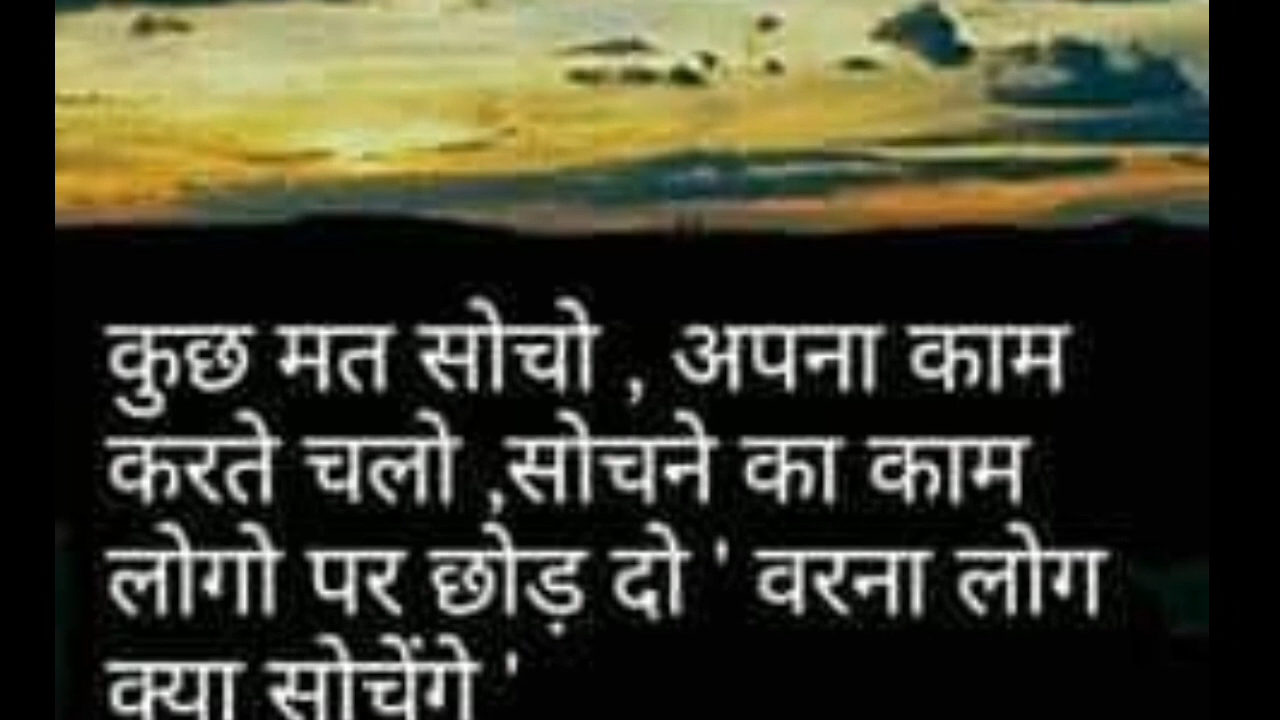 कुछ मत सोचो , अपना काम
करते चलो ,सोचने का काम
लोगो पर छोड़ दो ' वरना लोग
क्या सोचेंगे '